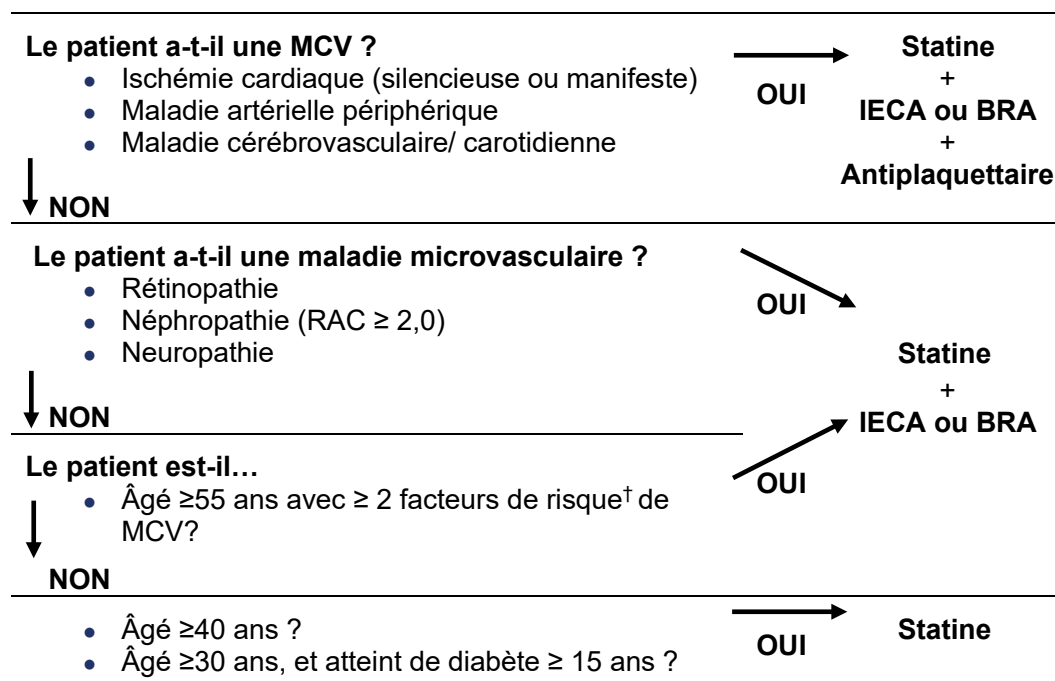 Le patient a-t-il une MCV ?
• Ischémie cardiaque (silencieuse ou manifeste)
• Maladie artérielle périphérique
• Maladie cérébrovasculaire/ carotidienne
NON
OUI
Statine
+
IECA ou BRA
+
Antiplaquettaire
Le patient a-t-il une maladie microvasculaire ?
• Rétinopathie
• Néphropathie (RAC ≥ 2,0)
• Neuropathie
NON
OUI
Statine
+
IECA ou BRA
Le patient est-il…
• Âgé ≥55 ans avec ≥ 2 facteurs de risque† de
MCV?
NON
OUI
• Âgé ≥40 ans ?
• Âgé ≥30 ans, et atteint de diabète ≥ 15 ans ?
OUI
Statine